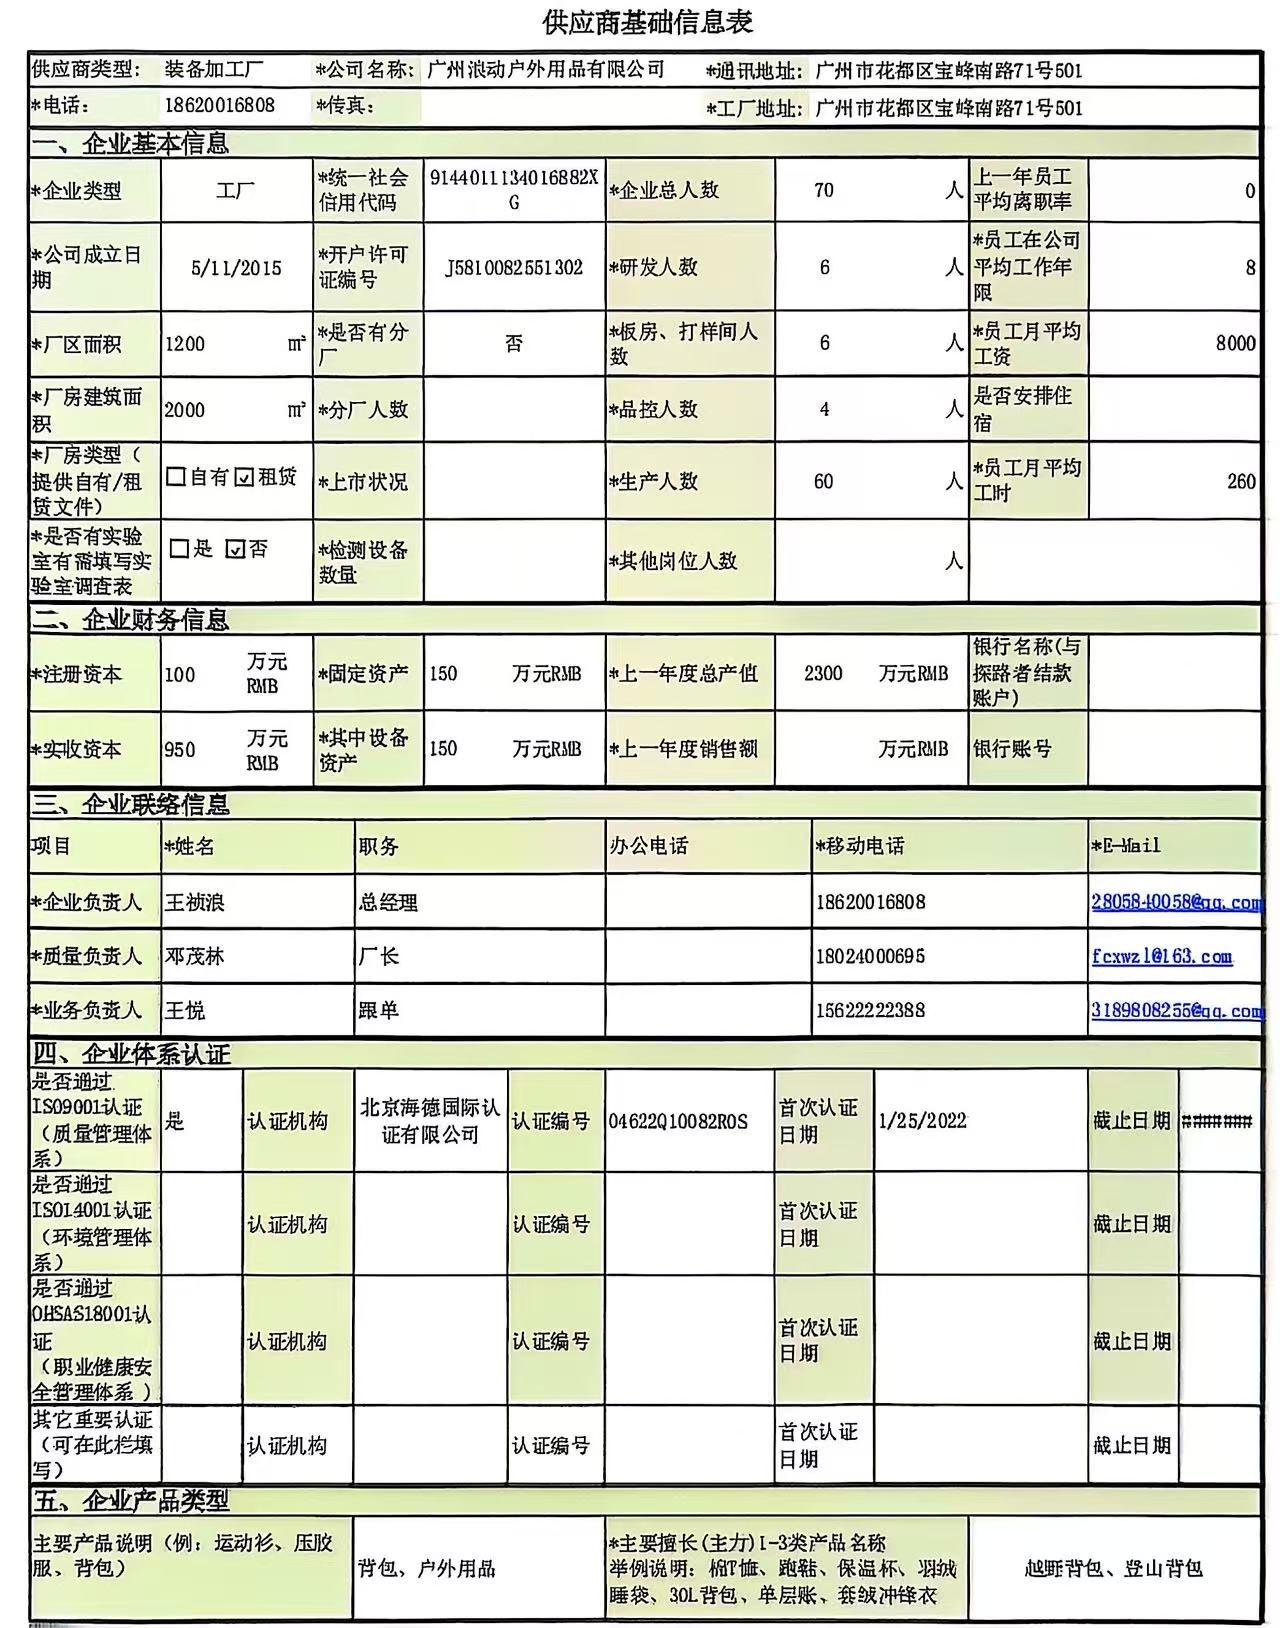 供应商基础信息表
供应商类型: 装备加工厂 *公司名称: 广州浪动户外用品有限公司 *通讯地址: 广州市花都区宝峰南路71号501
*电话: 18620016808 *传真: *工厂地址: 广州市花都区宝峰南路71号501
一、企业基本信息
*企业类型 工厂 *统一社会信用代码 9144011134016882XG *企业总人数 70 人 上一年员工平均离职率 0
*公司成立日期 5/11/2015 *开户许可证编号 J5810082551302 *研发人数 6 人 *员工在公司平均工作年限 8
*厂区面积 1200 ㎡ *是否有分厂 否 *板房、打样间人数 6 人 *员工月平均工资 8000
*厂房建筑面积 2000 ㎡ *分厂人数 *品控人数 4 人 是否安排住宿
*厂房类型（提供自有/租赁文件） ☐自有 ☑租赁 *上市状况 *生产人数 60 人 *员工月平均工时 260
*是否有实验室有需填写实验室调查表 ☐是 ☑否 *检测设备数量 *其他岗位人数 人
二、企业财务信息
*注册资本 100 万元RMB *固定资产 150 万元RMB *上一年度总产值 2300 万元RMB 银行名称(与探路者结款账户)
*实收资本 950 万元RMB *其中设备资产 150 万元RMB *上一年度销售额 万元RMB 银行账号
三、企业联络信息
项目 *姓名 职务 办公电话 *移动电话 *E-Mail
*企业负责人 王祯浪 总经理 18620016808 2805840058@qq.com
*质量负责人 邓茂林 厂长 18024000695 fcxwzl@163.com
*业务负责人 王悦 跟单 15622222388 3189808255@qq.com
四、企业体系认证
是否通过ISO9001认证（质量管理体系） 是 认证机构 北京海德国际认证有限公司 认证编号 04622Q10082R0S 首次认证日期 1/25/2022 截止日期 #######
是否通过ISO14001认证（环境管理体系） 认证机构 认证编号 首次认证日期 截止日期
是否通过OHSAS18001认证（职业健康安全管理体系） 认证机构 认证编号 首次认证日期 截止日期
其它重要认证（可在此栏填写） 认证机构 认证编号 首次认证日期 截止日期
五、企业产品类型
主要产品说明（例：运动衫、压胶服、背包） 背包、户外用品 *主要擅长(主力)1-3类产品名称 举例说明：棉T恤、跑鞋、保温杯、羽绒睡袋、30L背包、单层帐、套绒冲锋衣 越野背包、登山背包